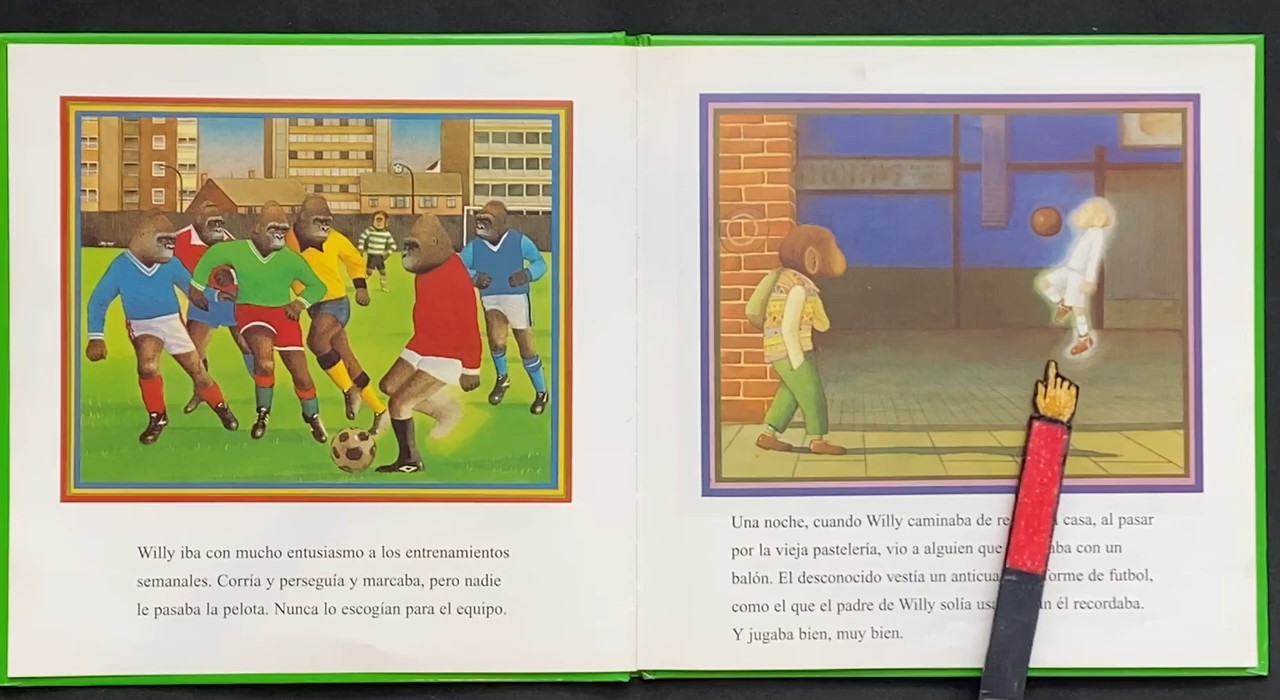 Willy iba con mucho entusiasmo a los entrenamientos
semanales. Corría y perseguía y marcaba, pero nadie
le pasaba la pelota. Nunca lo escogían para el equipo.
Una noche, cuando Willy caminaba de casa, al pasar
por la vieja pastelería, vio a alguien que con un
balón. El desconocido vestía un de futbol,
como el que el padre de Willy solía él recordaba.
Y jugaba bien, muy bien.